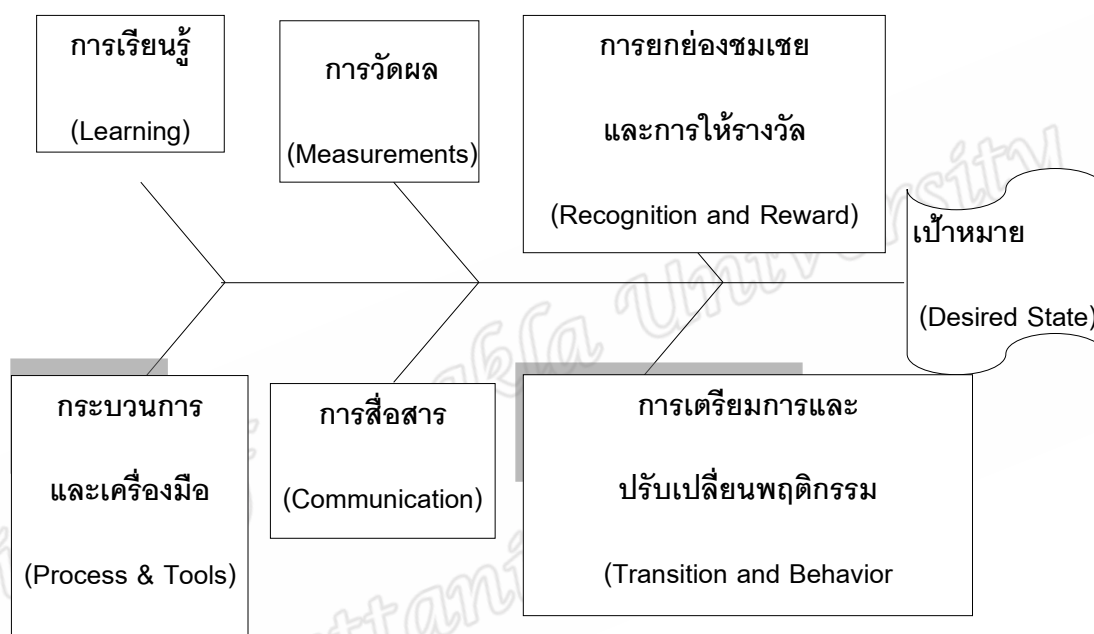 การเรียนรู้
(Learning)
การวัดผล
(Measurements)
การยกย่องชมเชย
และการให้รางวัล
(Recognition and Reward)
เป้าหมาย
(Desired State)
กระบวนการ
และเครื่องมือ
(Process & Tools)
การสื่อสาร
(Communication)
การเตรียมการและ
ปรับเปลี่ยนพฤติกรรม
(Transition and Behavior